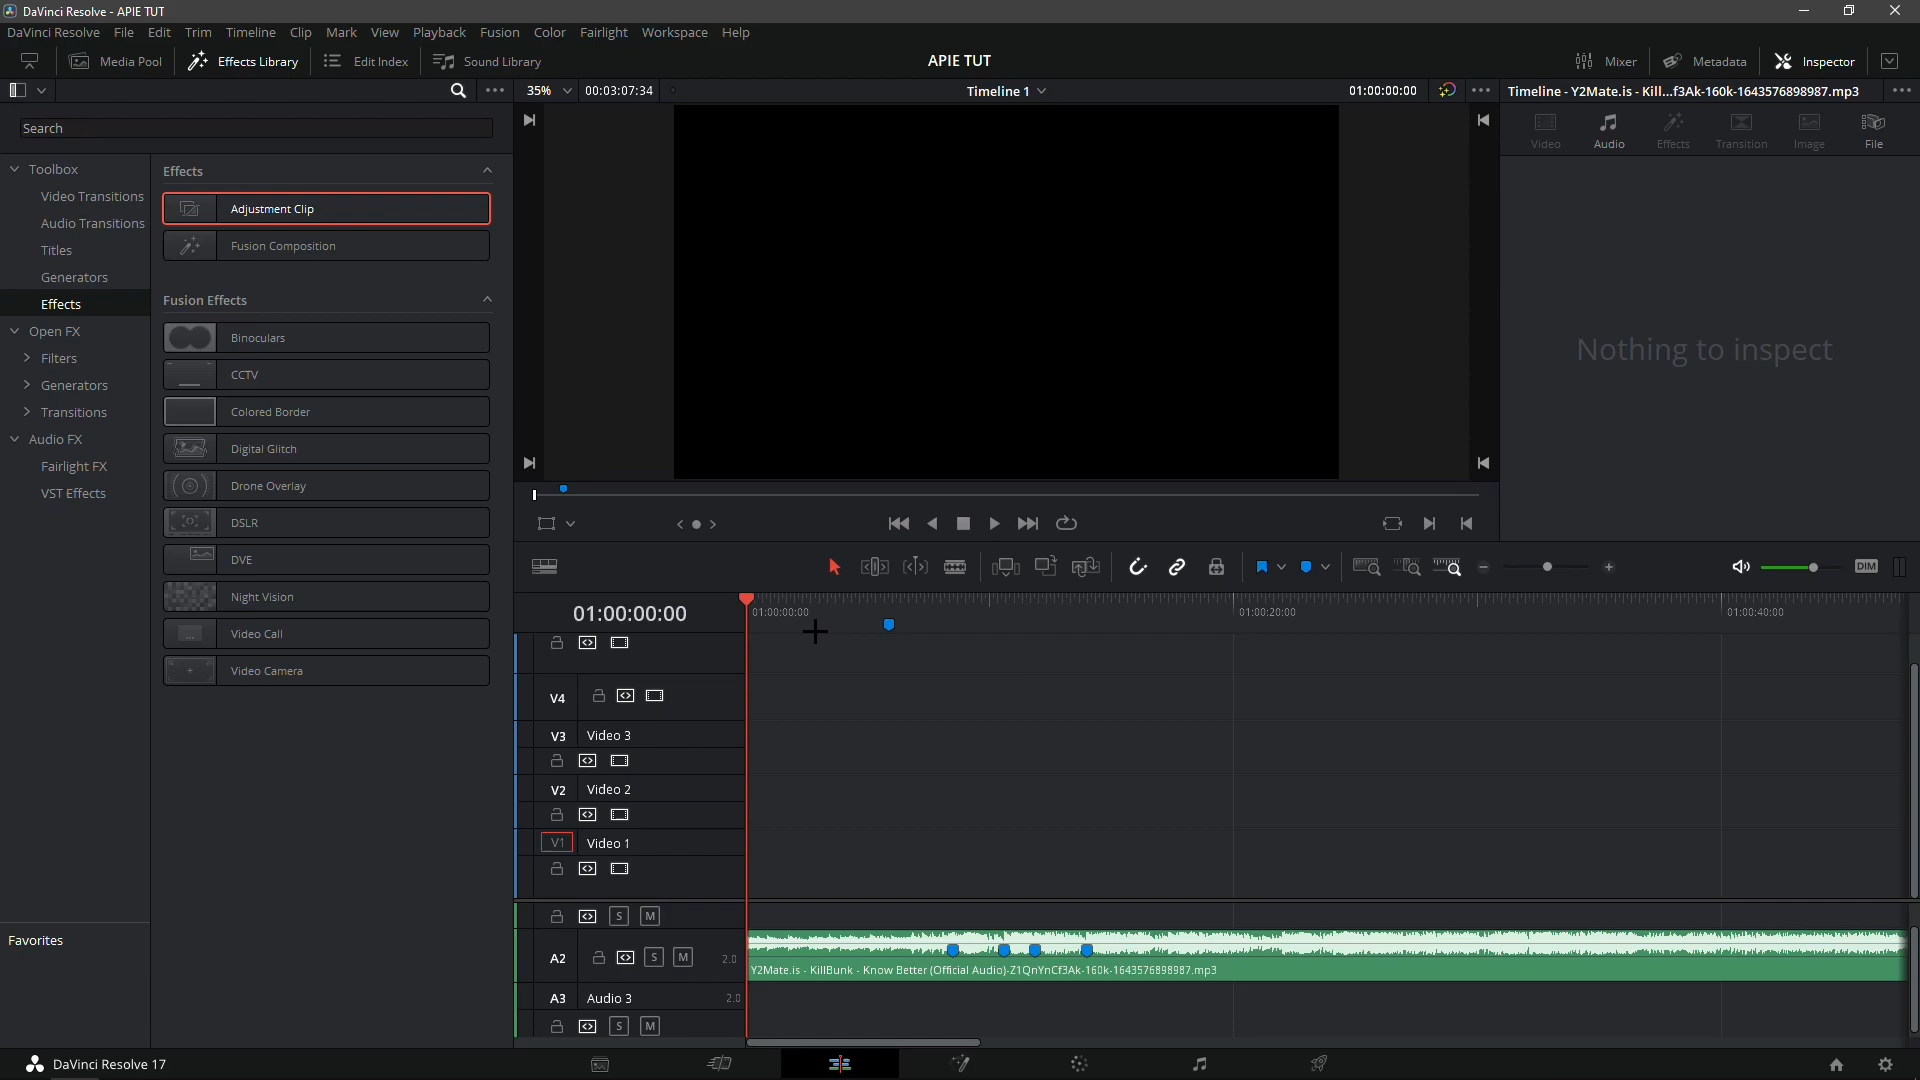 DaVinci Resolve - APIE TUT
DaVinci Resolve File Edit Trim Timeline Clip Mark View Playback Fusion Color Fairlight Workspace Help
Media Pool Effects Library Edit Index Sound Library APIE TUT Mixer Metadata Inspector
35% 00:03:07:34 Timeline 1 01:00:00:00 Timeline - Y2Mate.is - Kill...f3Ak-160k-1643576898987.mp3
Search
Video Audio Effects Transition Image File
Toolbox
Video Transitions
Audio Transitions
Titles
Generators
Effects
Open FX
Filters
Generators
Transitions
Audio FX
Fairlight FX
VST Effects
Favorites
Effects
Adjustment Clip
Fusion Composition
Fusion Effects
Binoculars
CCTV
Colored Border
Digital Glitch
Drone Overlay
DSLR
DVE
Night Vision
Video Call
Video Camera
Nothing to inspect
DIM
01:00:00:00 01:00:00:00 01:00:20:00 01:00:40:00
V4
V3 Video 3
V2 Video 2
V1 Video 1
S M
A2 S M 2.0
Y2Mate.is - KillBunk - Know Better (Official Audio)-Z1QnYnCf3Ak-160k-1643576898987.mp3
A3 Audio 3 2.0
S M
DaVinci Resolve 17